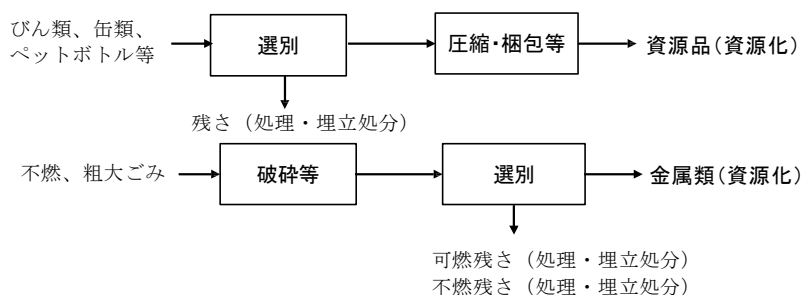 びん類、缶類、
ペットボトル等
選別
圧縮・梱包等
資源品(資源化)
残さ（処理・埋立処分）
不燃、粗大ごみ
破砕等
選別
金属類(資源化)
可燃残さ（処理・埋立処分）
不燃残さ（処理・埋立処分）